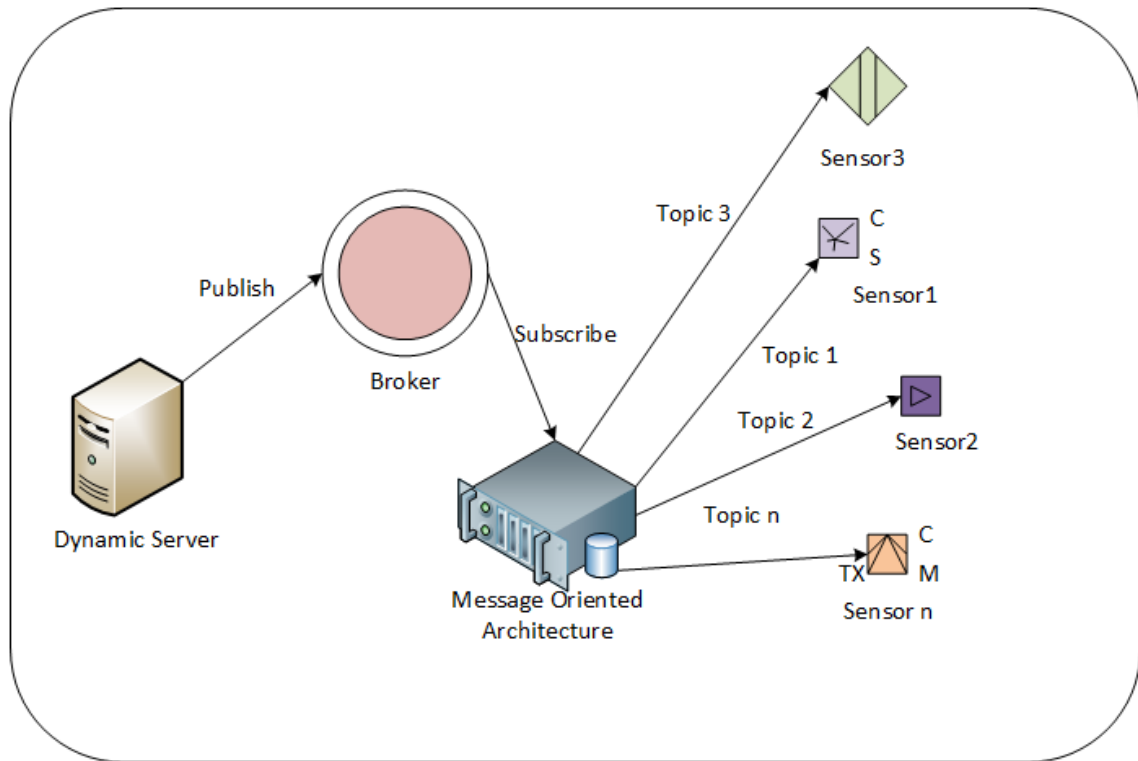 Sensor3
Topic 3
C
S
Sensor1
Publish
Subscribe
Topic 1
Broker
Topic 2
Sensor2
Topic n
C
TX
M
Sensor n
Dynamic Server
Message Oriented
Architecture